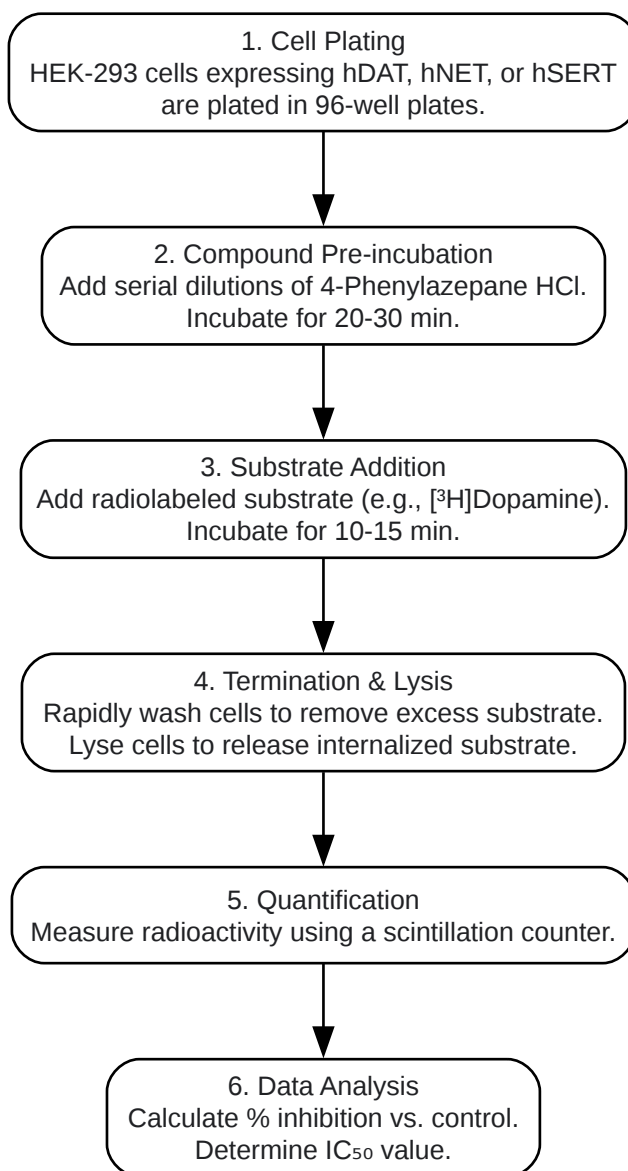 1. Cell Plating
HEK-293 cells expressing hDAT, hNET, or hSERT
are plated in 96-well plates.
2. Compound Pre-incubation
Add serial dilutions of 4-Phenylazepane HCl.
Incubate for 20-30 min.
3. Substrate Addition
Add radiolabeled substrate (e.g., [³H]Dopamine).
Incubate for 10-15 min.
4. Termination & Lysis
Rapidly wash cells to remove excess substrate.
Lyse cells to release internalized substrate.
5. Quantification
Measure radioactivity using a scintillation counter.
6. Data Analysis
Calculate % inhibition vs. control.
Determine IC₅₀ value.